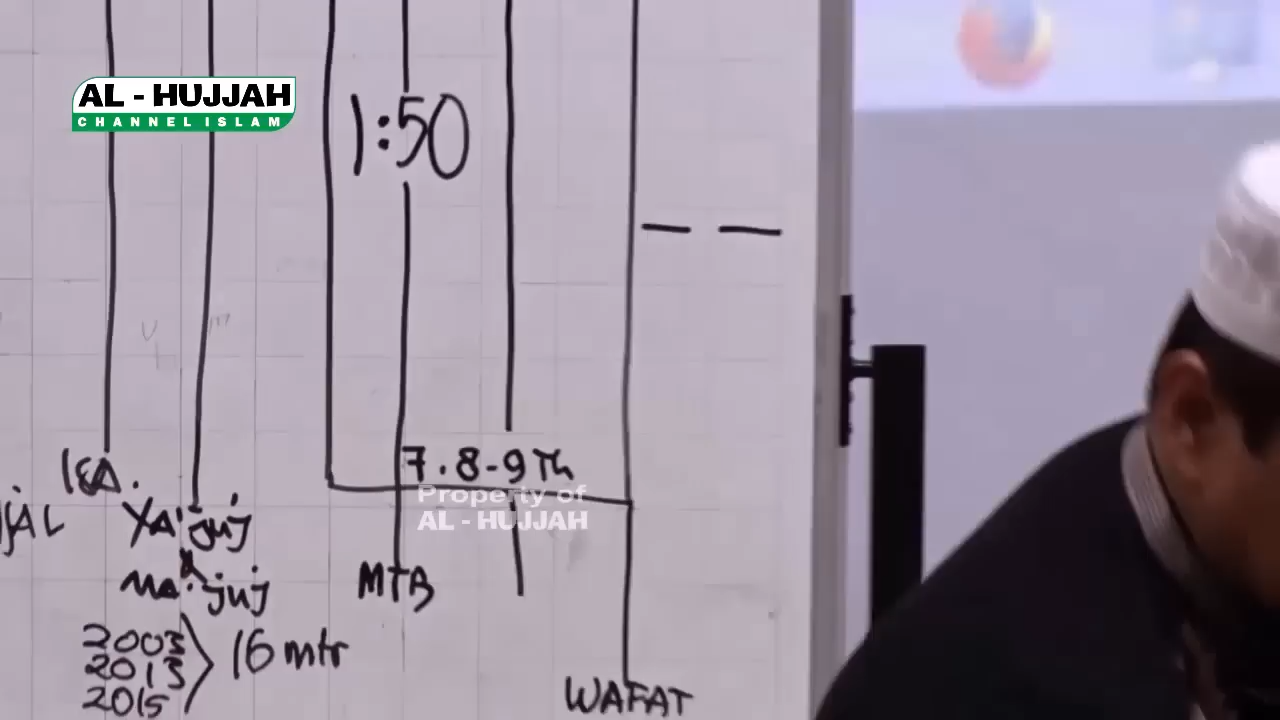 AL - HUJJAH
CHANNEL ISLAM
1:50
7.8-9Th
Property of
AL - HUJJAH
ISA.
YA'juj
&
MA'juj
MTB
2003
2013
2015
16 mtr
WAFAT